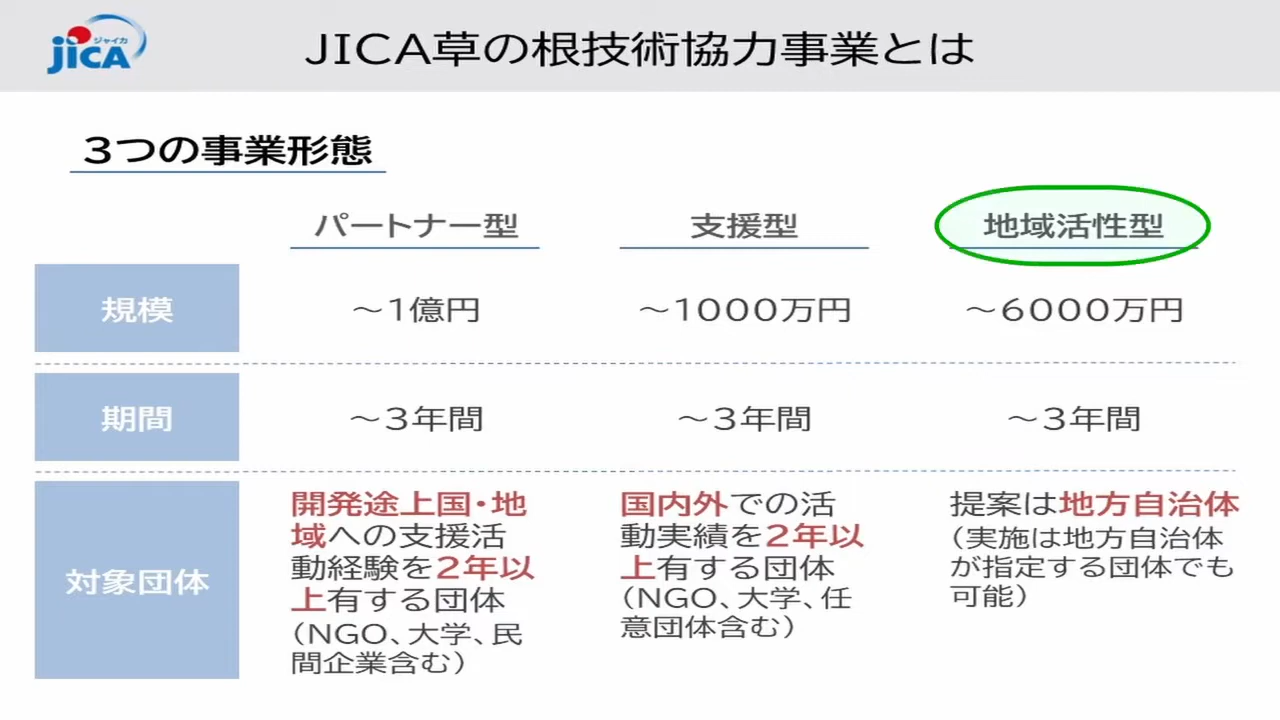 ジャイカ
JICA
JICA草の根技術協力事業とは
3つの事業形態
パートナー型
支援型
地域活性型
規模
~1億円
~1000万円
~6000万円
期間
~3年間
~3年間
~3年間
対象団体
開発途上国・地
域への支援活
動経験を2年以
上有する団体
(NGO、大学、民
間企業含む)
国内外での活
動実績を2年以
上有する団体
(NGO、大学、任
意団体含む)
提案は地方自治体
(実施は地方自治体
が指定する団体でも
可能)